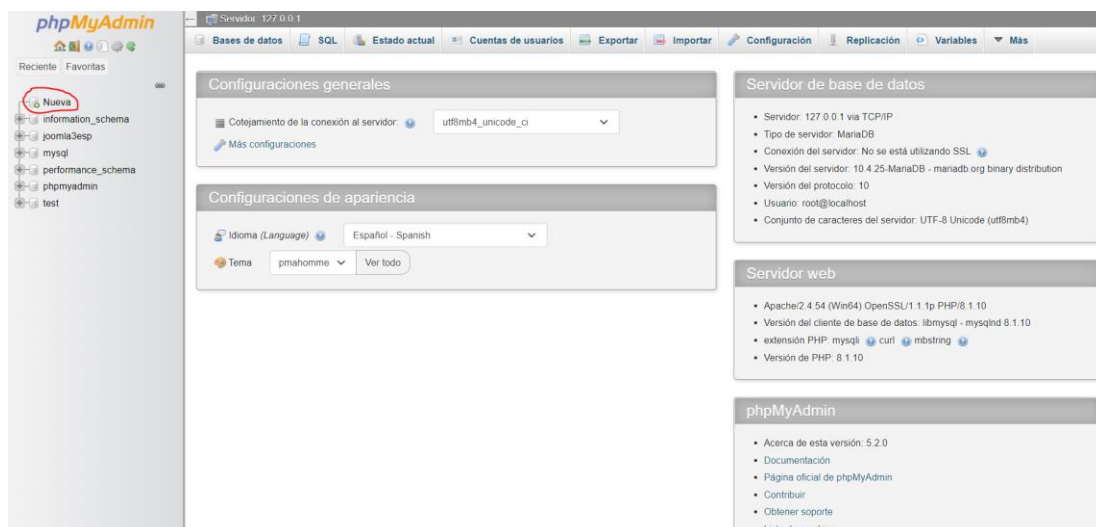 phpMyAdmin
Reciente Favoritas
Nueva
information_schema
joomla3esp
mysql
performance_schema
phpmyadmin
test
Servidor: 127.0.0.1
Bases de datos SQL Estado actual Cuentas de usuarios Exportar Importar Configuración Replicación Variables Más
Configuraciones generales
Cotejamiento de la conexión al servidor: utf8mb4_unicode_ci
Más configuraciones
Configuraciones de apariencia
Idioma (Language) Español - Spanish
Tema pmahomme Ver todo
Servidor de base de datos
• Servidor: 127.0.0.1 via TCP/IP
• Tipo de servidor: MariaDB
• Conexión del servidor: No se está utilizando SSL
• Versión del servidor: 10.4.25-MariaDB - mariadb.org binary distribution
• Versión del protocolo: 10
• Usuario: root@localhost
• Conjunto de caracteres del servidor: UTF-8 Unicode (utf8mb4)
Servidor web
• Apache/2.4.54 (Win64) OpenSSL/1.1.1p PHP/8.1.10
• Versión del cliente de base de datos: libmysql - mysqlnd 8.1.10
• extensión PHP: mysqli curl mbstring
• Versión de PHP: 8.1.10
phpMyAdmin
• Acerca de esta versión: 5.2.0
• Documentación
• Página oficial de phpMyAdmin
• Contribuir
• Obtener soporte